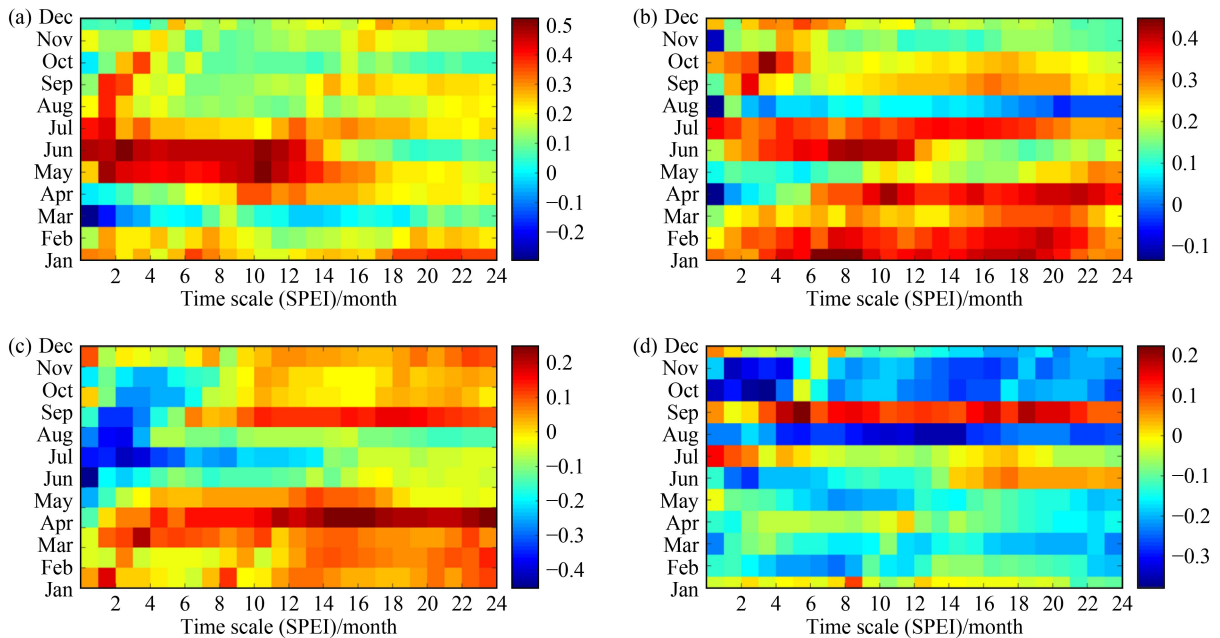 (a)
Dec
Nov
Oct
Sep
Aug
Jul
Jun
May
Apr
Mar
Feb
Jan
2 4 6 8 10 12 14 16 18 20 22 24
Time scale (SPEI)/month
0.5
0.4
0.3
0.2
0.1
0
−0.1
−0.2
(b)
Dec
Nov
Oct
Sep
Aug
Jul
Jun
May
Apr
Mar
Feb
Jan
2 4 6 8 10 12 14 16 18 20 22 24
Time scale (SPEI)/month
0.4
0.3
0.2
0.1
0
−0.1
(c)
Dec
Nov
Oct
Sep
Aug
Jul
Jun
May
Apr
Mar
Feb
Jan
2 4 6 8 10 12 14 16 18 20 22 24
Time scale (SPEI)/month
0.2
0.1
0
−0.1
−0.2
−0.3
−0.4
(d)
Dec
Nov
Oct
Sep
Aug
Jul
Jun
May
Apr
Mar
Feb
Jan
2 4 6 8 10 12 14 16 18 20 22 24
Time scale (SPEI)/month
0.2
0.1
0
−0.1
−0.2
−0.3